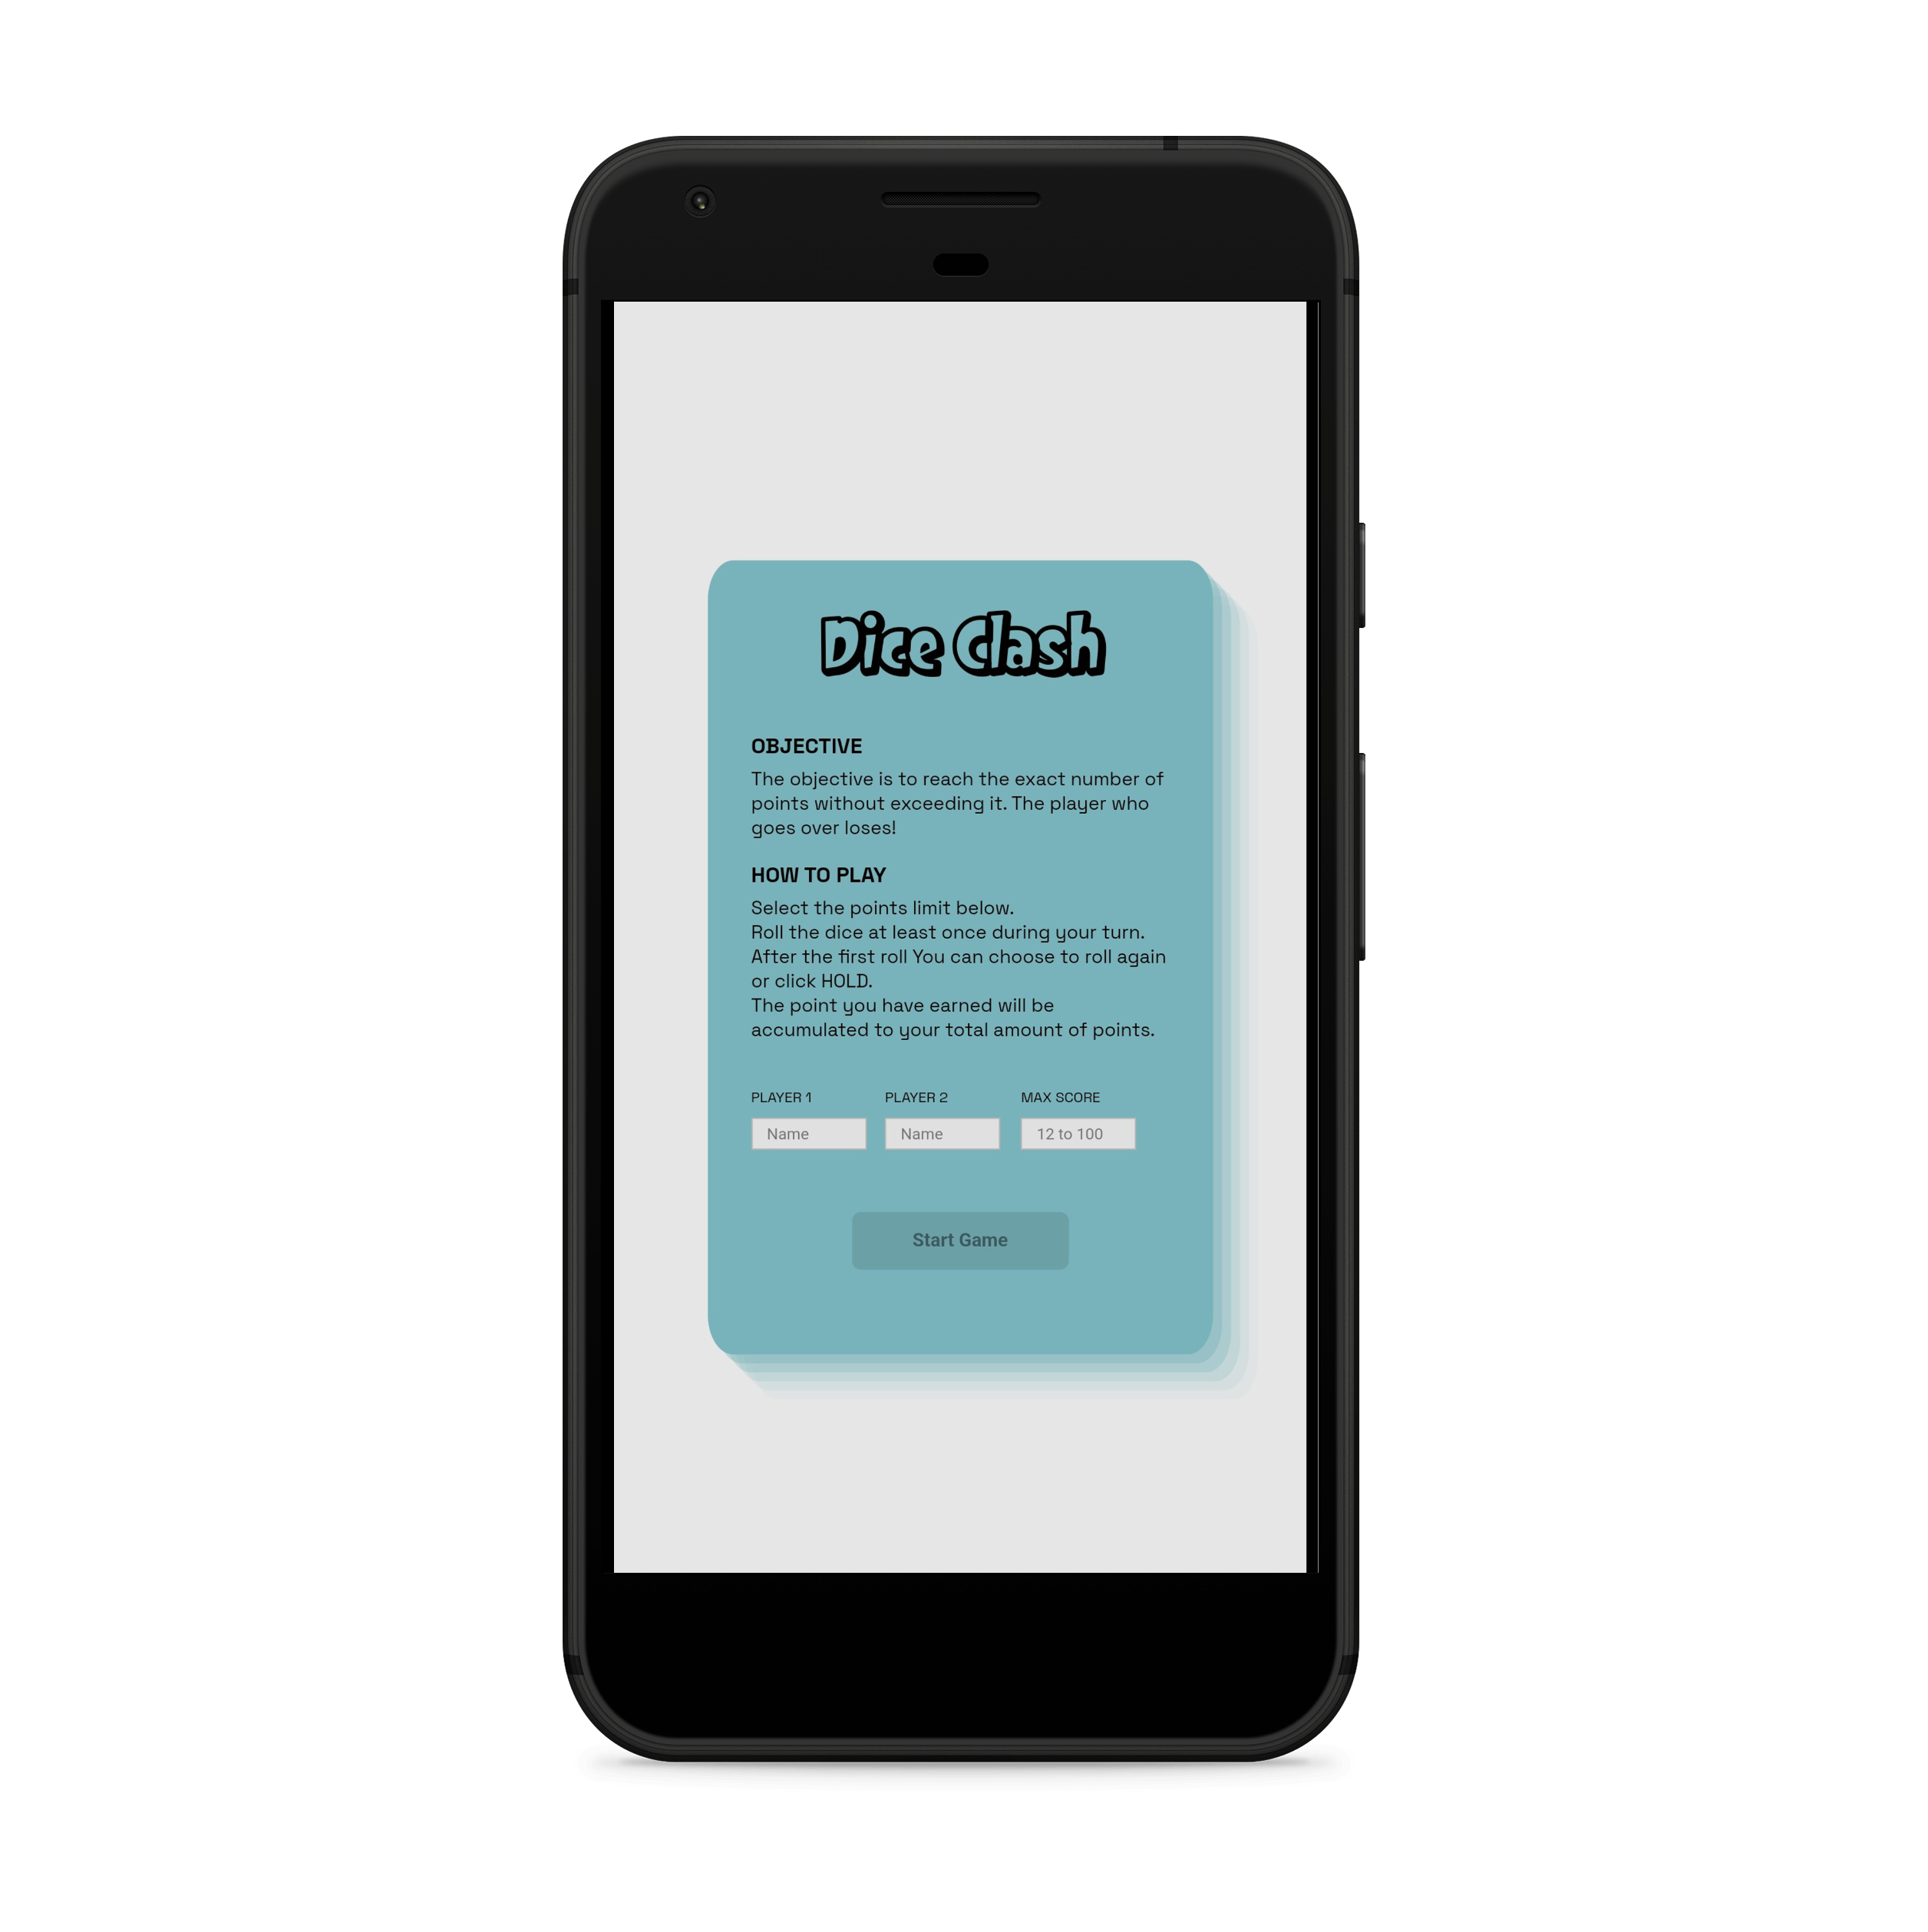 Dice Clash
OBJECTIVE
The objective is to reach the exact number of
points without exceeding it. The player who
goes over loses!
HOW TO PLAY
Select the points limit below.
Roll the dice at least once during your turn.
After the first roll You can choose to roll again
or click HOLD.
The point you have earned will be
accumulated to your total amount of points.
PLAYER 1 PLAYER 2 MAX SCORE
Name Name 12 to 100
Start Game